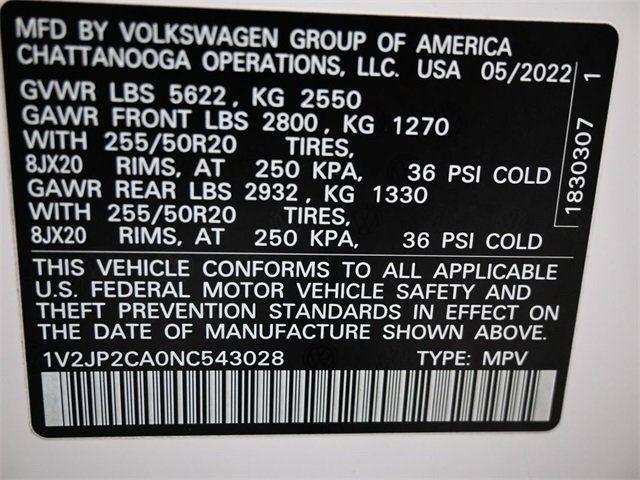 MFD BY VOLKSWAGEN GROUP OF AMERICA
CHATTANOOGA OPERATIONS, LLC. USA 05/2022
GVWR LBS 5622, KG 2550
GAWR FRONT LBS 2800, KG 1270
WITH 255/50R20 TIRES,
8JX20 RIMS, AT 250 KPA, 36 PSI COLD
GAWR REAR LBS 2932, KG 1330
WITH 255/50R20 TIRES,
8JX20 RIMS, AT 250 KPA, 36 PSI COLD
THIS VEHICLE CONFORMS TO ALL APPLICABLE
U.S. FEDERAL MOTOR VEHICLE SAFETY AND
THEFT PREVENTION STANDARDS IN EFFECT ON
THE DATE OF MANUFACTURE SHOWN ABOVE.
1V2JP2CA0NC543028 TYPE: MPV
1830307 1